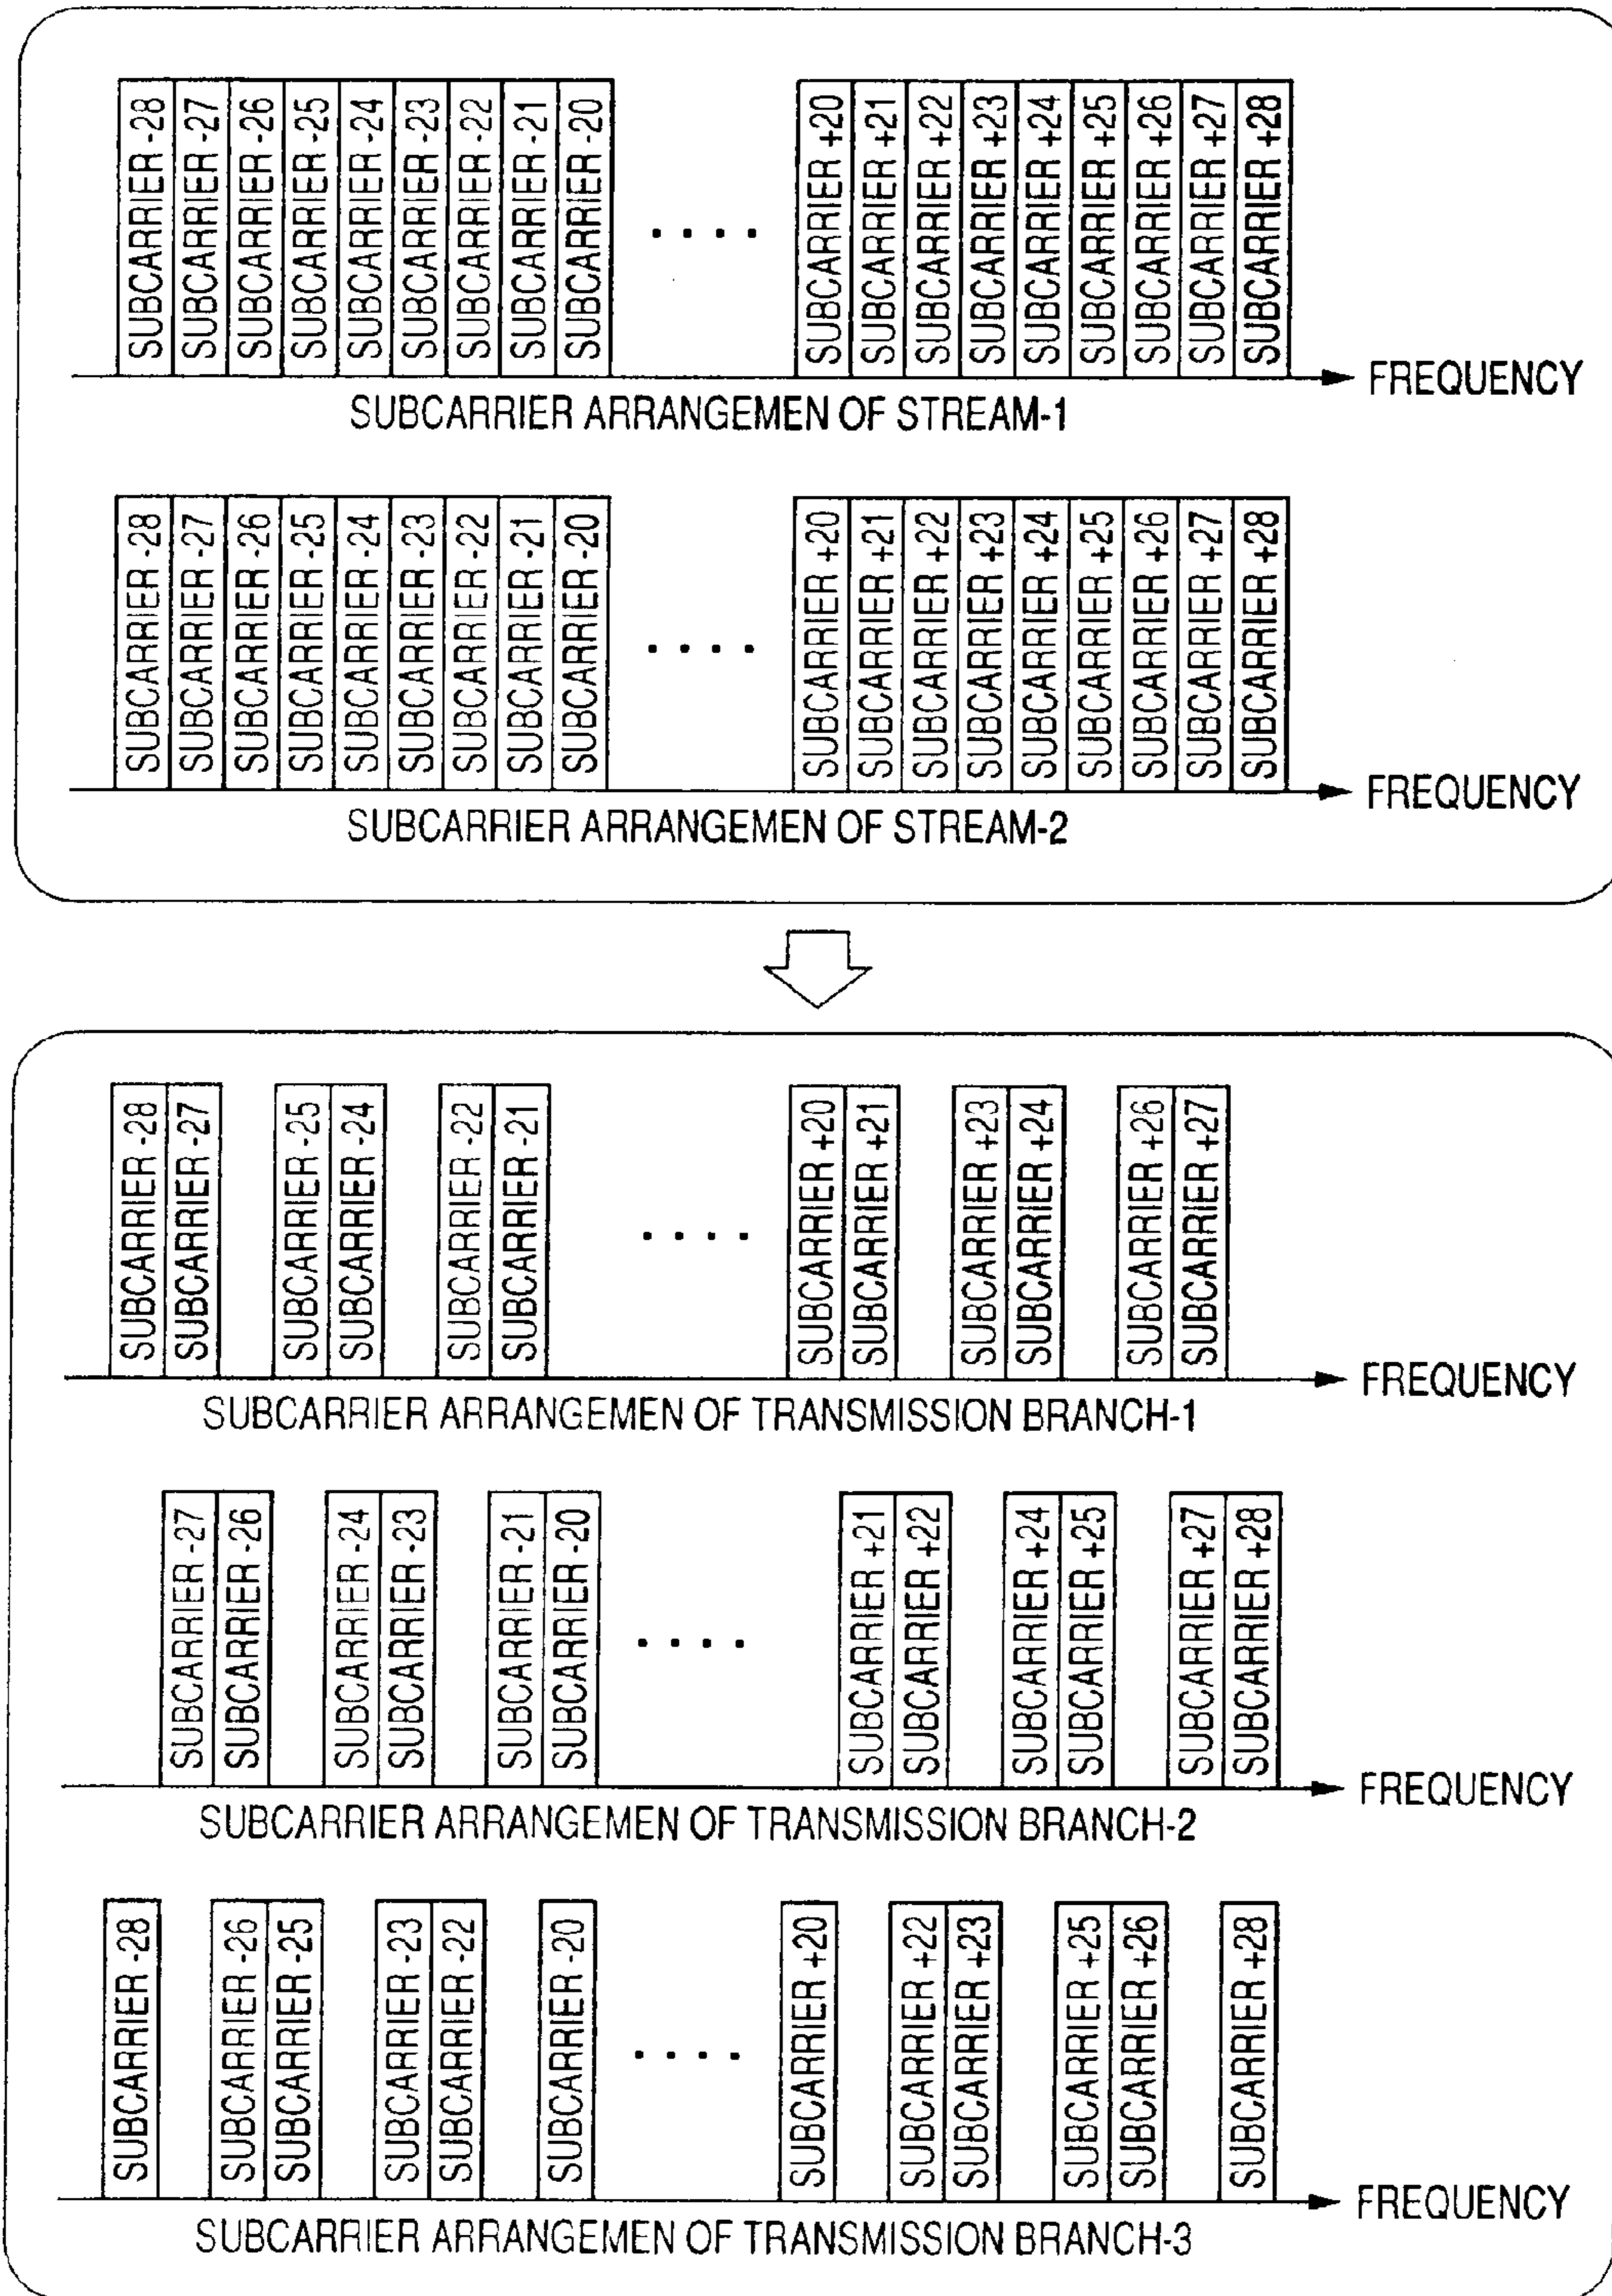 SUBCARRIER -28
SUBCARRIER -27
SUBCARRIER -26
SUBCARRIER -25
SUBCARRIER -24
SUBCARRIER -23
SUBCARRIER -22
SUBCARRIER -21
SUBCARRIER -20
. . . .
SUBCARRIER +20
SUBCARRIER +21
SUBCARRIER +22
SUBCARRIER +23
SUBCARRIER +24
SUBCARRIER +25
SUBCARRIER +26
SUBCARRIER +27
SUBCARRIER +28
FREQUENCY
SUBCARRIER ARRANGEMEN OF STREAM-1
SUBCARRIER -28
SUBCARRIER -27
SUBCARRIER -26
SUBCARRIER -25
SUBCARRIER -24
SUBCARRIER -23
SUBCARRIER -22
SUBCARRIER -21
SUBCARRIER -20
. . . .
SUBCARRIER +20
SUBCARRIER +21
SUBCARRIER +22
SUBCARRIER +23
SUBCARRIER +24
SUBCARRIER +25
SUBCARRIER +26
SUBCARRIER +27
SUBCARRIER +28
FREQUENCY
SUBCARRIER ARRANGEMEN OF STREAM-2
SUBCARRIER -28
SUBCARRIER -27
SUBCARRIER -25
SUBCARRIER -24
SUBCARRIER -22
SUBCARRIER -21
. . . .
SUBCARRIER +20
SUBCARRIER +21
SUBCARRIER +23
SUBCARRIER +24
SUBCARRIER +26
SUBCARRIER +27
FREQUENCY
SUBCARRIER ARRANGEMEN OF TRANSMISSION BRANCH-1
SUBCARRIER -27
SUBCARRIER -26
SUBCARRIER -24
SUBCARRIER -23
SUBCARRIER -21
SUBCARRIER -20
. . . .
SUBCARRIER +21
SUBCARRIER +22
SUBCARRIER +24
SUBCARRIER +25
SUBCARRIER +27
SUBCARRIER +28
FREQUENCY
SUBCARRIER ARRANGEMEN OF TRANSMISSION BRANCH-2
SUBCARRIER -28
SUBCARRIER -26
SUBCARRIER -25
SUBCARRIER -23
SUBCARRIER -22
SUBCARRIER -20
. . . .
SUBCARRIER +20
SUBCARRIER +22
SUBCARRIER +23
SUBCARRIER +25
SUBCARRIER +26
SUBCARRIER +28
FREQUENCY
SUBCARRIER ARRANGEMEN OF TRANSMISSION BRANCH-3